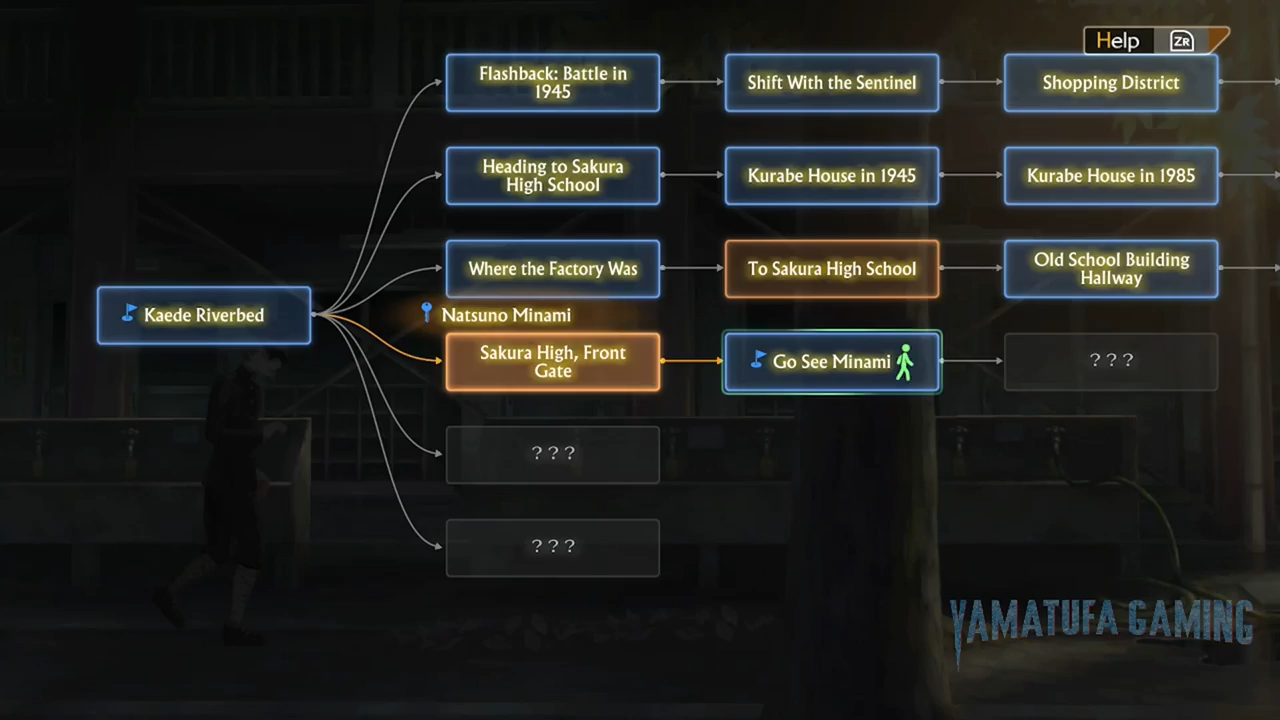 Help ZR
Flashback: Battle in
1945
Shift With the Sentinel
Shopping District
Heading to Sakura
High School
Kurabe House in 1945
Kurabe House in 1985
Where the Factory Was
To Sakura High School
Old School Building
Hallway
Kaede Riverbed
Natsuno Minami
Sakura High, Front
Gate
Go See Minami
???
???
???
YAMATUFA GAMING